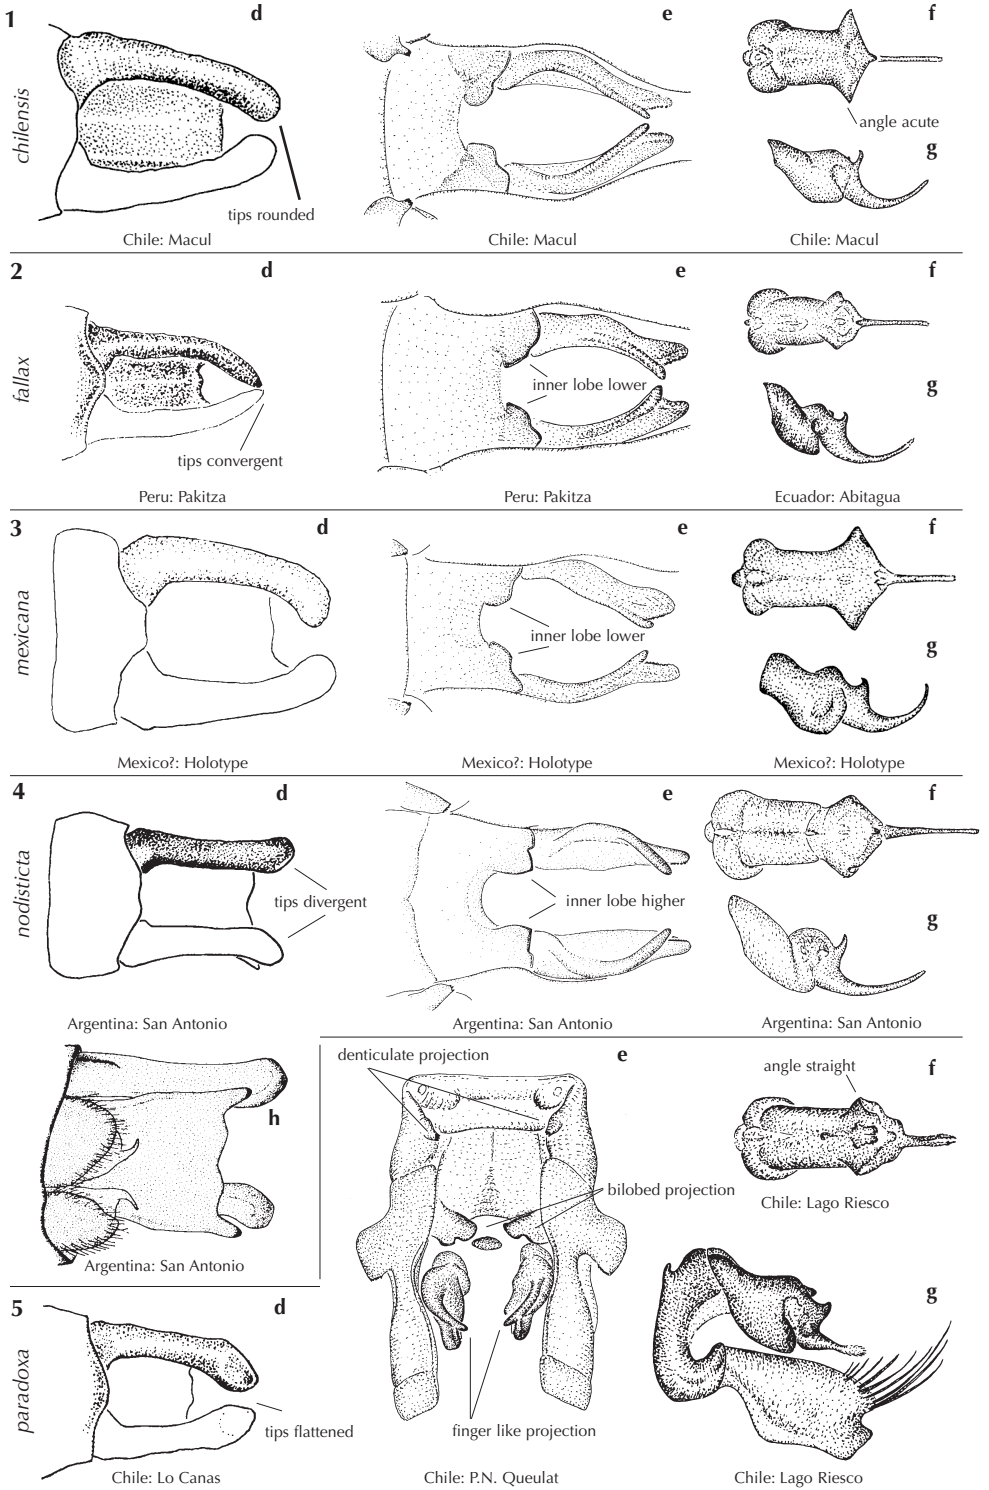 1
d
e
f
chilensis
angle acute
g
tips rounded
Chile: Macul
Chile: Macul
Chile: Macul
2
d
e
f
fallax
inner lobe lower
g
tips convergent
Peru: Pakitza
Peru: Pakitza
Ecuador: Abitagua
3
d
e
f
mexicana
inner lobe lower
g
Mexico?: Holotype
Mexico?: Holotype
Mexico?: Holotype
4
d
e
f
nodisticta
tips divergent
inner lobe higher
g
Argentina: San Antonio
Argentina: San Antonio
Argentina: San Antonio
h
Argentina: San Antonio
denticulate projection
e
angle straight
f
bilobed projection
Chile: Lago Riesco
5
d
g
paradoxa
tips flattened
finger like projection
Chile: Lo Canas
Chile: P.N. Queulat
Chile: Lago Riesco